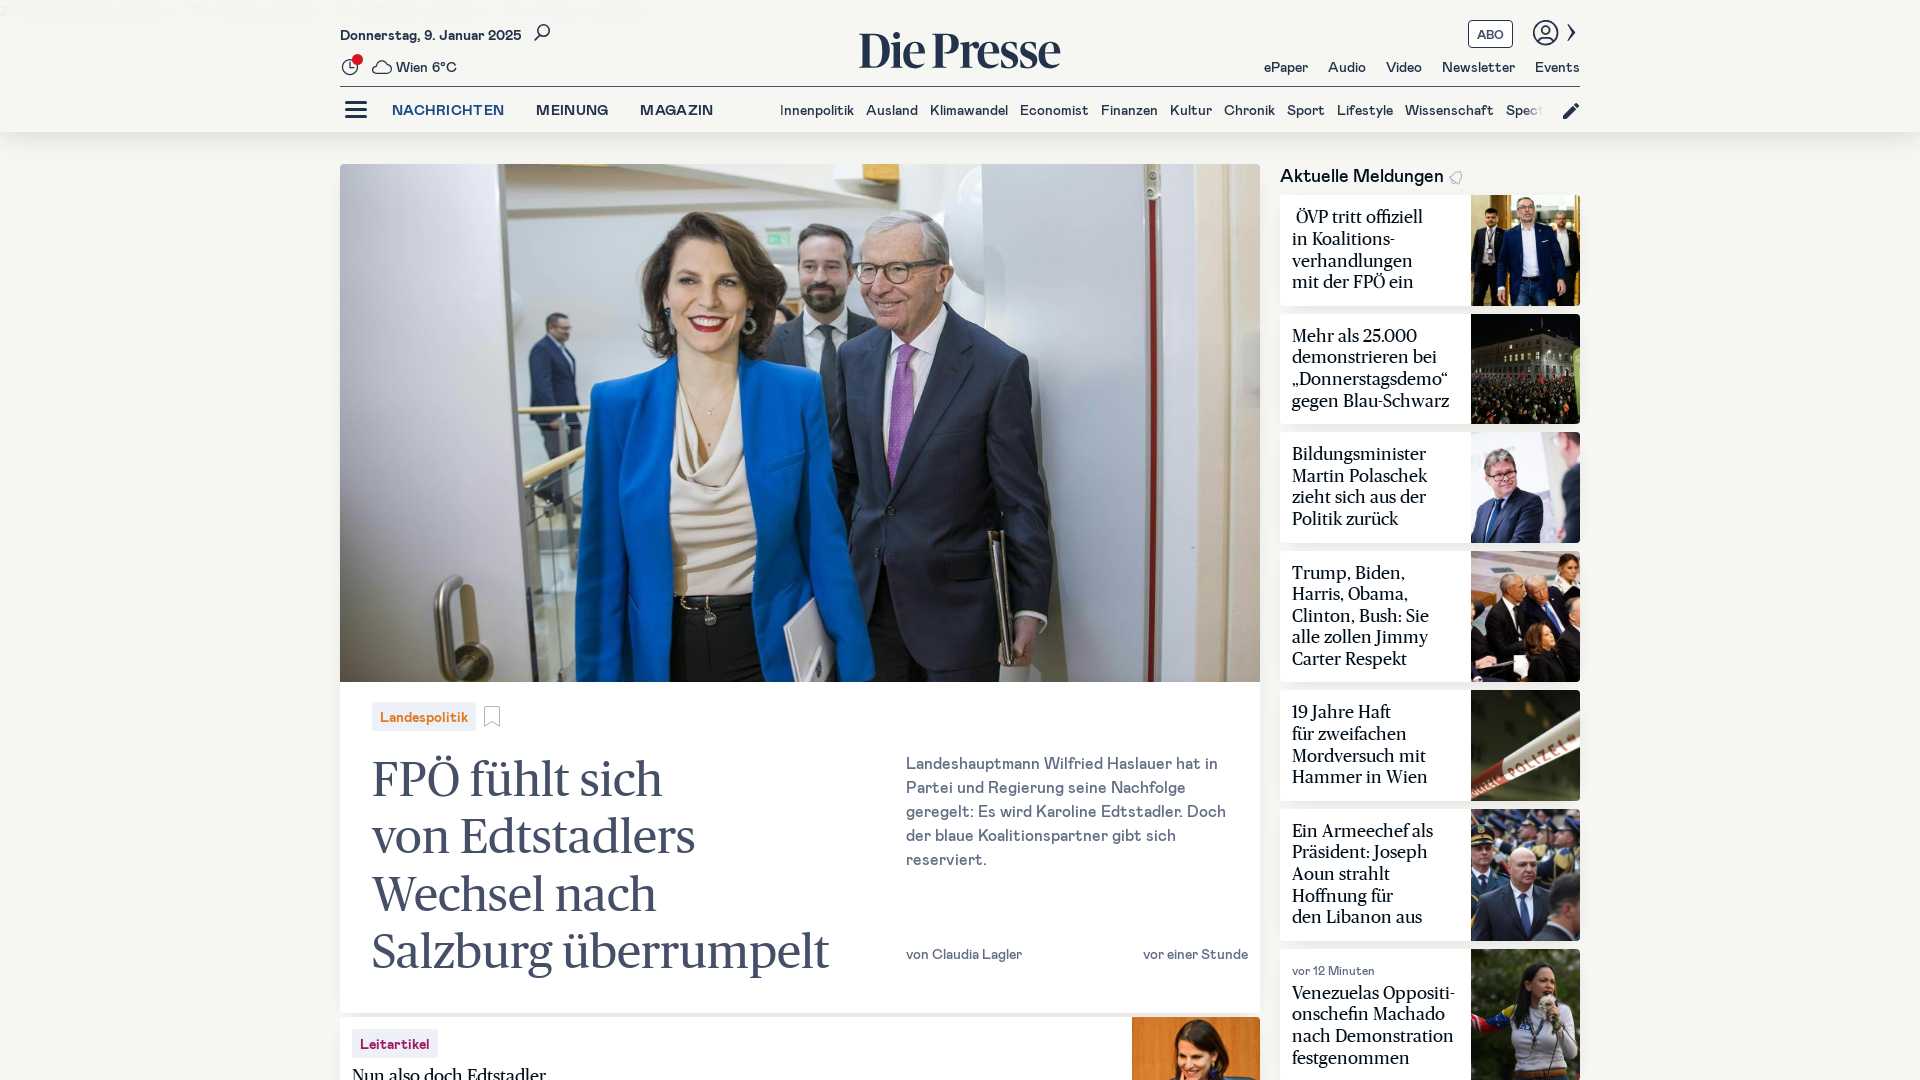 Donnerstag, 9. Januar 2025
Wien 6°C
Die Presse
ABO
ePaper Audio Video Newsletter Events
NACHRICHTEN MEINUNG MAGAZIN
Innenpolitik Ausland Klimawandel Economist Finanzen Kultur Chronik Sport Lifestyle Wissenschaft Spect
Landespolitik
FPÖ fühlt sich
von Edtstadlers
Wechsel nach
Salzburg überrumpelt
Landeshauptmann Wilfried Haslauer hat in
Partei und Regierung seine Nachfolge
geregelt: Es wird Karoline Edtstadler. Doch
der blaue Koalitionspartner gibt sich
reserviert.
von Claudia Lagler
vor einer Stunde
Leitartikel
Nun also doch Edtstadler
Aktuelle Meldungen
ÖVP tritt offiziell
in Koalitions-
verhandlungen
mit der FPÖ ein
Mehr als 25.000
demonstrieren bei
„Donnerstagsdemo“
gegen Blau-Schwarz
Bildungsminister
Martin Polaschek
zieht sich aus der
Politik zurück
Trump, Biden,
Harris, Obama,
Clinton, Bush: Sie
alle zollen Jimmy
Carter Respekt
19 Jahre Haft
für zweifachen
Mordversuch mit
Hammer in Wien
POLIZEI
Ein Armeechef als
Präsident: Joseph
Aoun strahlt
Hoffnung für
den Libanon aus
vor 12 Minuten
Venezuelas Oppositi-
onschefin Machado
nach Demonstration
festgenommen